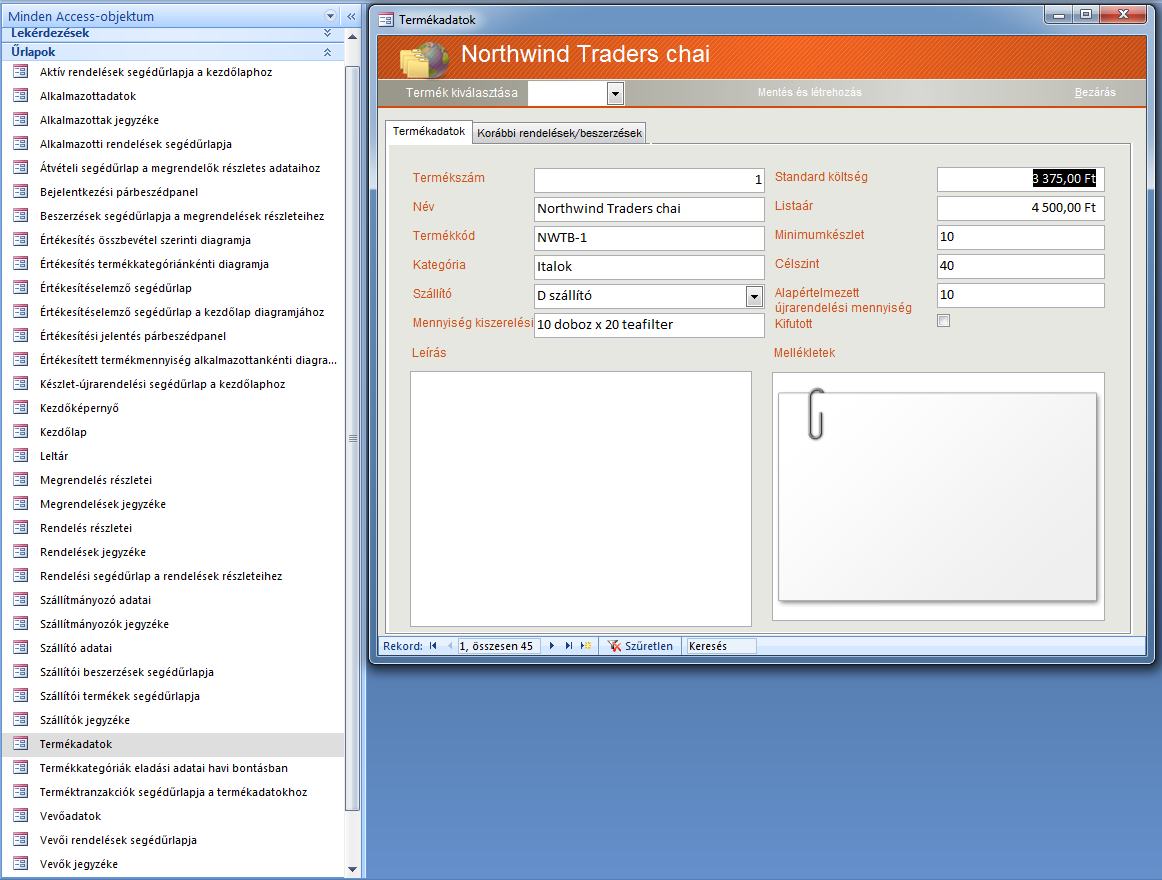 Minden Access-objektum
Lekérdezések
Űrlapok
Aktív rendelések segédűrlapja a kezdőlaphoz
Alkalmazottadatok
Alkalmazottak jegyzéke
Alkalmazotti rendelések segédűrlapja
Átvételi segédűrlap a megrendelők részletes adataihoz
Bejelentkezési párbeszédpanel
Beszerzések segédűrlapja a megrendelések részleteihez
Értékesítés összbevétel szerinti diagramja
Értékesítés termékkategóriánkénti diagramja
Értékesítéselemző segédűrlap
Értékesítéselemző segédűrlap a kezdőlap diagramjához
Értékesítési jelentés párbeszédpanel
Értékesített termékmennyiség alkalmazottankénti diagra...
Készlet-újrarendelési segédűrlap a kezdőlaphoz
Kezdőképernyő
Kezdőlap
Leltár
Megrendelés részletei
Megrendelések jegyzéke
Rendelés részletei
Rendelések jegyzéke
Rendelési segédűrlap a rendelések részleteihez
Szállítmányozó adatai
Szállítmányozók jegyzéke
Szállító adatai
Szállítói beszerzések segédűrlapja
Szállítói termékek segédűrlapja
Szállítók jegyzéke
Termékadatok
Termékkategóriák eladási adatai havi bontásban
Terméktranzakciók segédűrlapja a termékadatokhoz
Vevőadatok
Vevői rendelések segédűrlapja
Vevők jegyzéke
Termékadatok
Northwind Traders chai
Termék kiválasztása Mentés és létrehozás Bezárás
Termékadatok Korábbi rendelések/beszerzések
Termékszám 1
Név Northwind Traders chai
Termékkód NWTB-1
Kategória Italok
Szállító D szállító
Mennyiség kiszerelési 10 doboz x 20 teafilter
Leírás
Standard költség 3 375,00 Ft
Listaár 4 500,00 Ft
Minimumkészlet 10
Célszint 40
Alapértelmezett 10
újrarendelési mennyiség
Kifutott
Mellékletek
Rekord: 1, összesen 45 Szűretlen Keresés